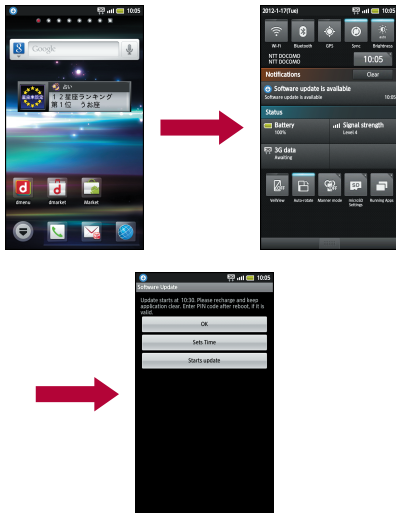 10:05
Google
占い
12星座ランキング
第1位 うお座
dmenu
dmarket
Market
2012-1-17(Tue)
10:05
Wi-Fi
Bluetooth
GPS
Sync
Brightness
NTT DOCOMO
NTT DOCOMO
10:05
Notifications
Clear
Software update is available
Software update is available
10:05
Status
Battery
100%
Signal strength
Level 4
3G data
Awaiting
VeilView
Auto-rotate
Manner mode
microSD
Settings
Running Apps
10:05
Software Update
Update starts at 10:30. Please recharge and keep
application clear. Enter PIN code after reboot, if it is
valid.
OK
Sets Time
Starts update